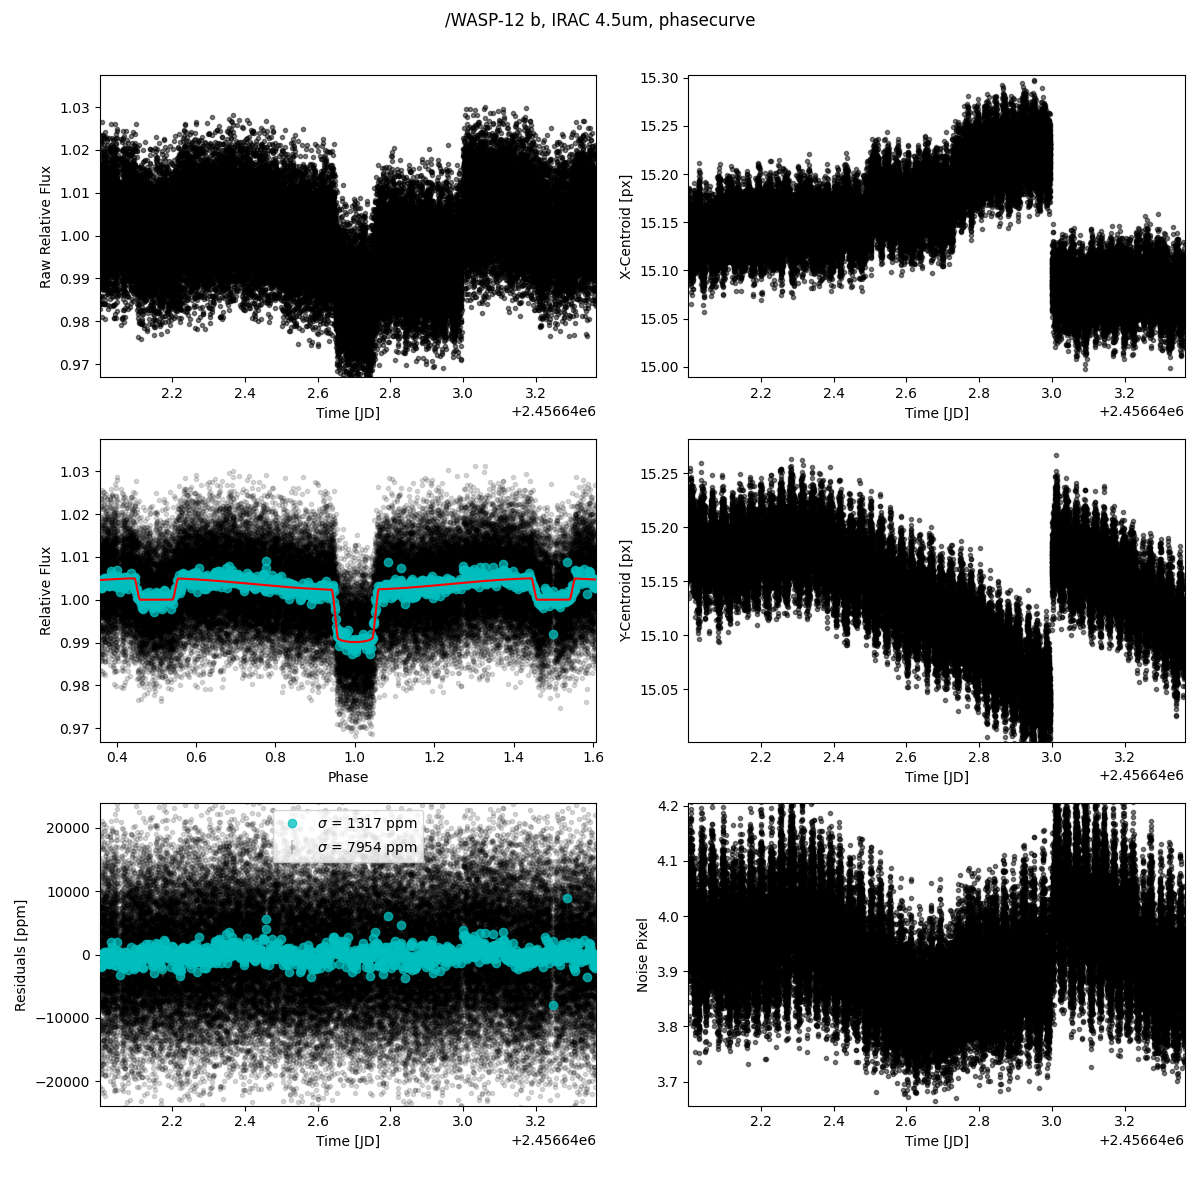 /WASP-12 b, IRAC 4.5um, phasecurve
1.03
1.02
1.01
1.00
0.99
0.98
0.97
Raw Relative Flux
2.2 2.4 2.6 2.8 3.0 3.2
Time [JD]
+2.45664e6
15.30
15.25
15.20
15.15
15.10
15.05
15.00
X-Centroid [px]
2.2 2.4 2.6 2.8 3.0 3.2
Time [JD]
+2.45664e6
1.03
1.02
1.01
1.00
0.99
0.98
0.97
Relative Flux
0.4 0.6 0.8 1.0 1.2 1.4 1.6
Phase
15.25
15.20
15.15
15.10
15.05
Y-Centroid [px]
2.2 2.4 2.6 2.8 3.0 3.2
Time [JD]
+2.45664e6
20000
10000
0
−10000
−20000
Residuals [ppm]
σ = 1317 ppm
σ = 7954 ppm
2.2 2.4 2.6 2.8 3.0 3.2
Time [JD]
+2.45664e6
4.2
4.1
4.0
3.9
3.8
3.7
Noise Pixel
2.2 2.4 2.6 2.8 3.0 3.2
Time [JD]
+2.45664e6